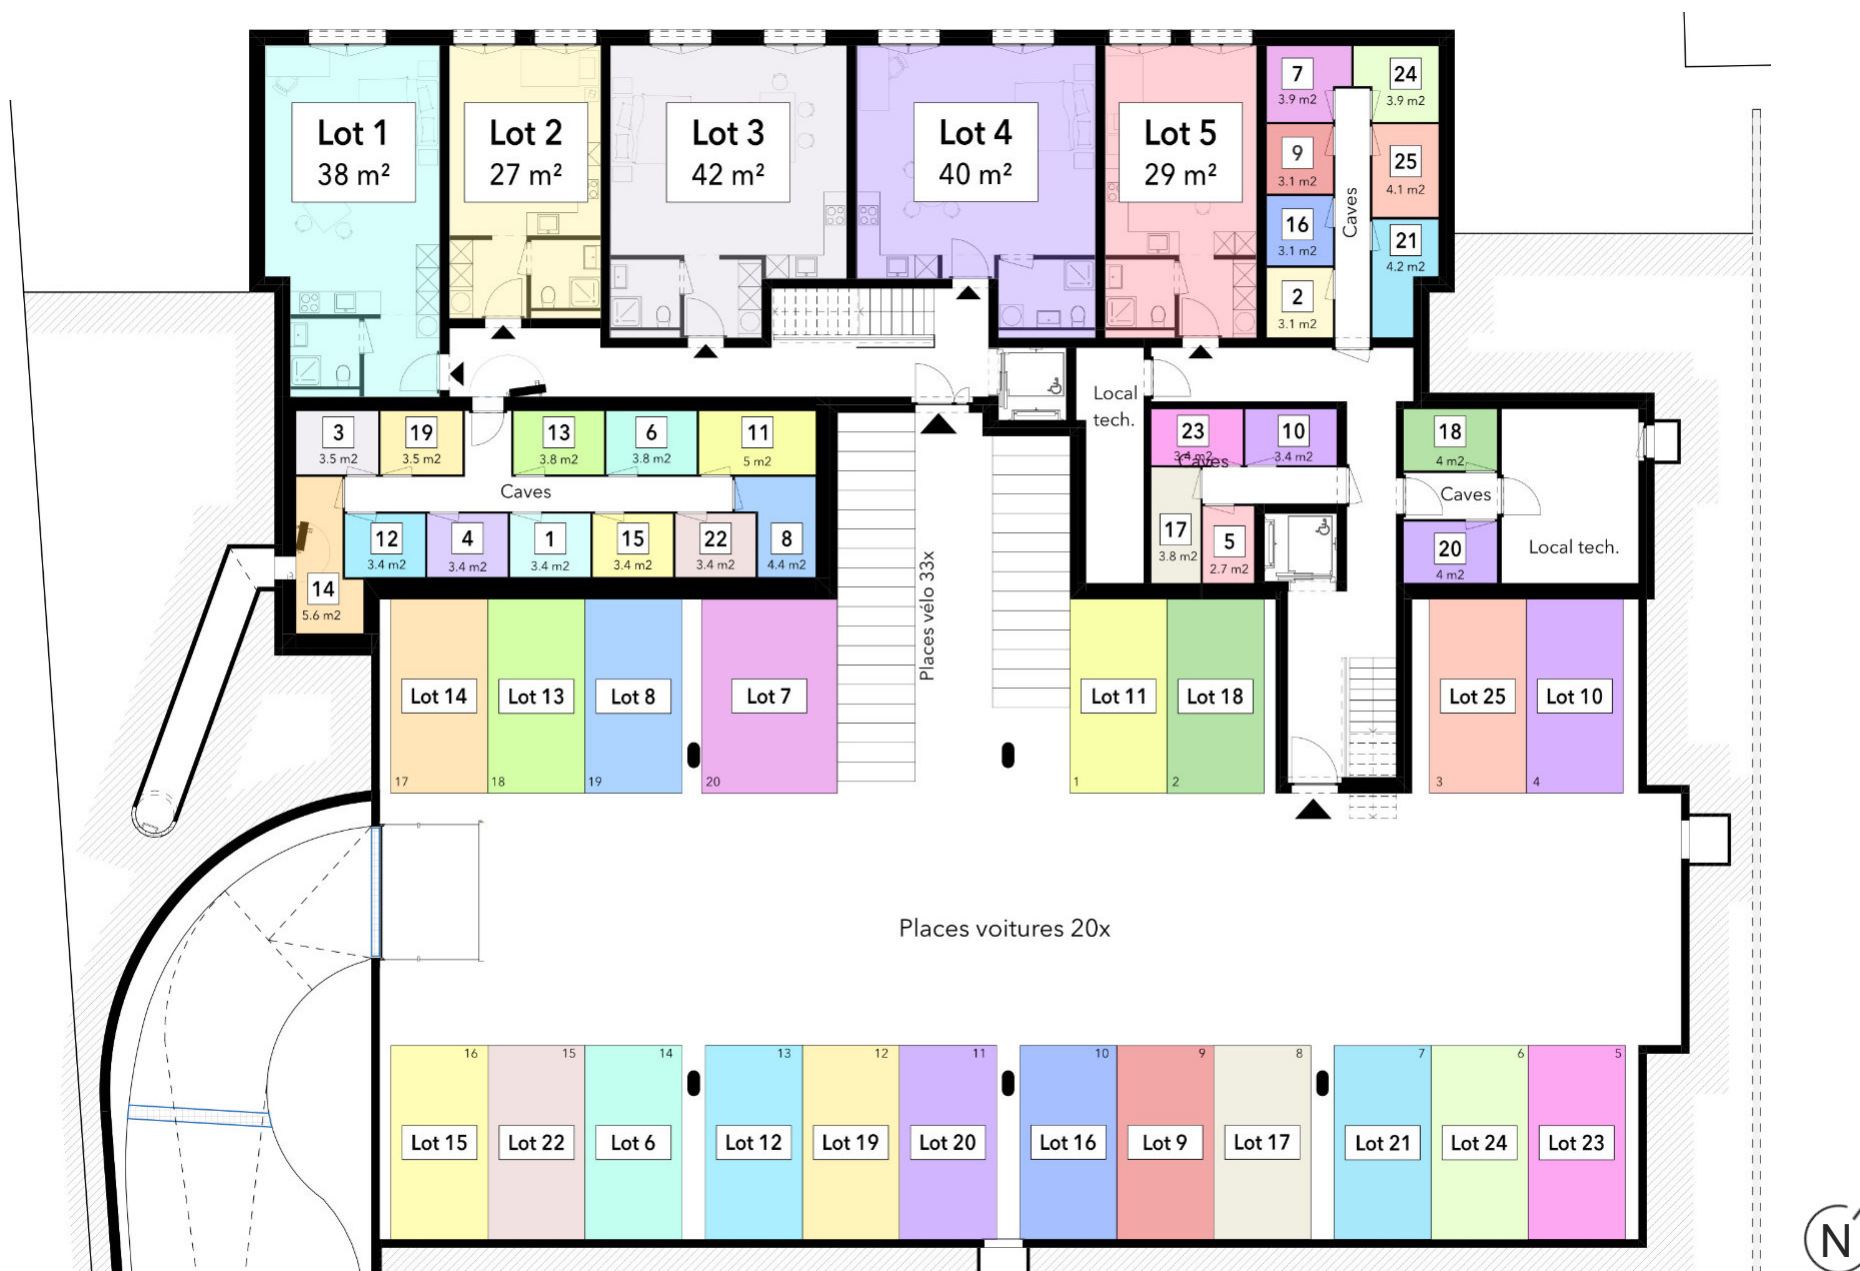 Lot 1
38 m²
Lot 2
27 m²
Lot 3
42 m²
Lot 4
40 m²
Lot 5
29 m²
7
3.9 m2
24
3.9 m2
9
3.1 m2
25
4.1 m2
16
3.1 m2
21
4.2 m2
2
3.1 m2
Caves
Local
tech.
3
3.5 m2
19
3.5 m2
13
3.8 m2
6
3.8 m2
11
5 m2
Caves
12
3.4 m2
4
3.4 m2
1
3.4 m2
15
3.4 m2
22
3.4 m2
8
4.4 m2
14
5.6 m2
Places vélo 33x
23
3.4 m2
10
3.4 m2
Caves
17
3.8 m2
5
2.7 m2
18
4 m2
Caves
20
4 m2
Local tech.
Lot 14
17
Lot 13
18
Lot 8
19
Lot 7
20
Lot 11
1
Lot 18
2
Lot 25
3
Lot 10
4
Places voitures 20x
16
Lot 15
15
Lot 22
14
Lot 6
13
Lot 12
12
Lot 19
11
Lot 20
10
Lot 16
9
Lot 9
8
Lot 17
7
Lot 21
6
Lot 24
5
Lot 23
N